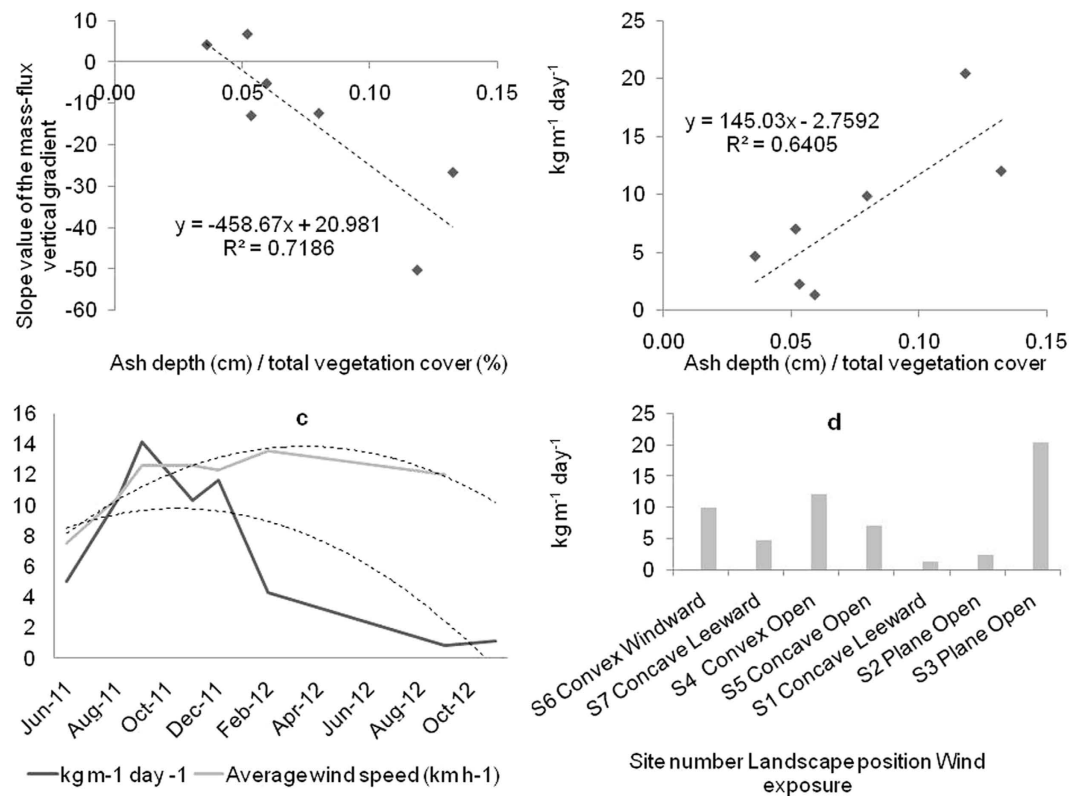 10
0
-10
-20
-30
-40
-50
-60
0.00 0.05 0.10 0.15
Slope value of the mass-flux
vertical gradient
y = -458.67x + 20.981
R² = 0.7186
Ash depth (cm) / total vegetation cover (%)
25
20
15
10
5
0
kg m-1 day-1
y = 145.03x - 2.7592
R² = 0.6405
0.00 0.05 0.10 0.15
Ash depth (cm) / total vegetation cover
c
16
14
12
10
8
6
4
2
0
Jun-11
Aug-11
Oct-11
Dec-11
Feb-12
Apr-12
Jun-12
Aug-12
Oct-12
kg m-1 day -1 Average wind speed (km h-1)
d
25
20
15
10
5
0
kg m-1 day-1
S6 Convex Windward
S7 Concave Leeward
S4 Convex Open
S5 Concave Open
S1 Concave Leeward
S2 Plane Open
S3 Plane Open
Site number Landscape position Wind
exposure